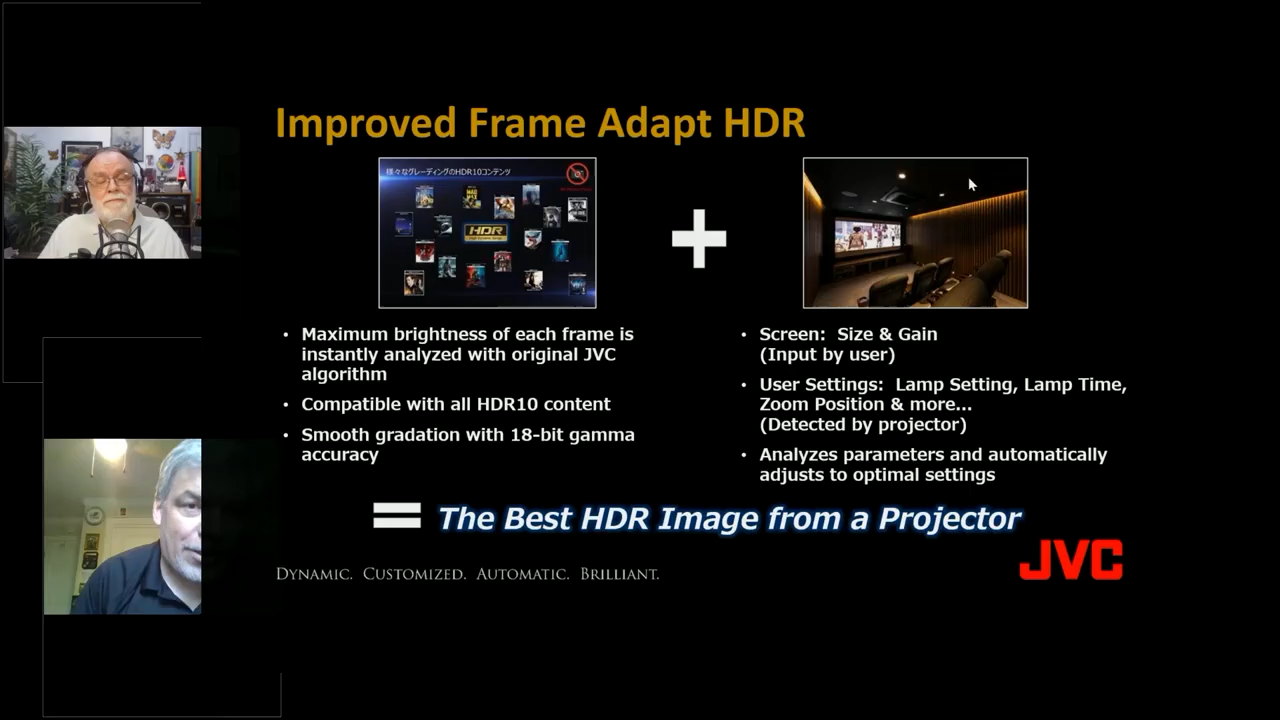 Improved Frame Adapt HDR
様々なグレーディングのHDR10コンテンツ
HDR
• Maximum brightness of each frame is
instantly analyzed with original JVC
algorithm
• Compatible with all HDR10 content
• Smooth gradation with 18-bit gamma
accuracy
• Screen: Size & Gain
(Input by user)
• User Settings: Lamp Setting, Lamp Time,
Zoom Position & more...
(Detected by projector)
• Analyzes parameters and automatically
adjusts to optimal settings
= The Best HDR Image from a Projector
JVC
DYNAMIC. CUSTOMIZED. AUTOMATIC. BRILLIANT.